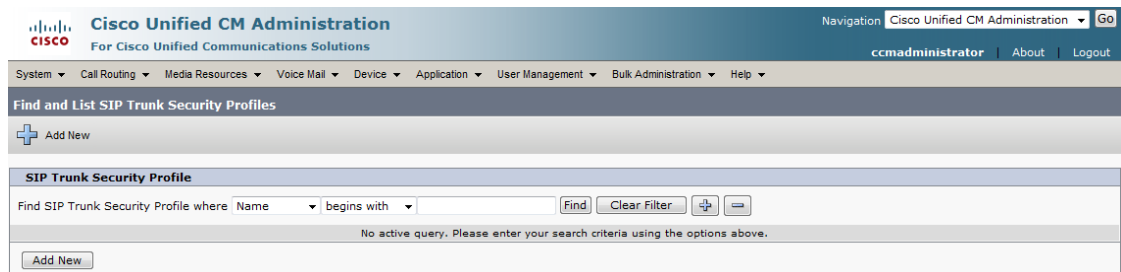 Cisco Unified CM Administration
Navigation Cisco Unified CM Administration Go
CISCO
For Cisco Unified Communications Solutions
ccmadministrator | About | Logout
System Call Routing Media Resources Voice Mail Device Application User Management Bulk Administration Help
Find and List SIP Trunk Security Profiles
Add New
SIP Trunk Security Profile
Find SIP Trunk Security Profile where Name begins with Find Clear Filter
No active query. Please enter your search criteria using the options above.
Add New